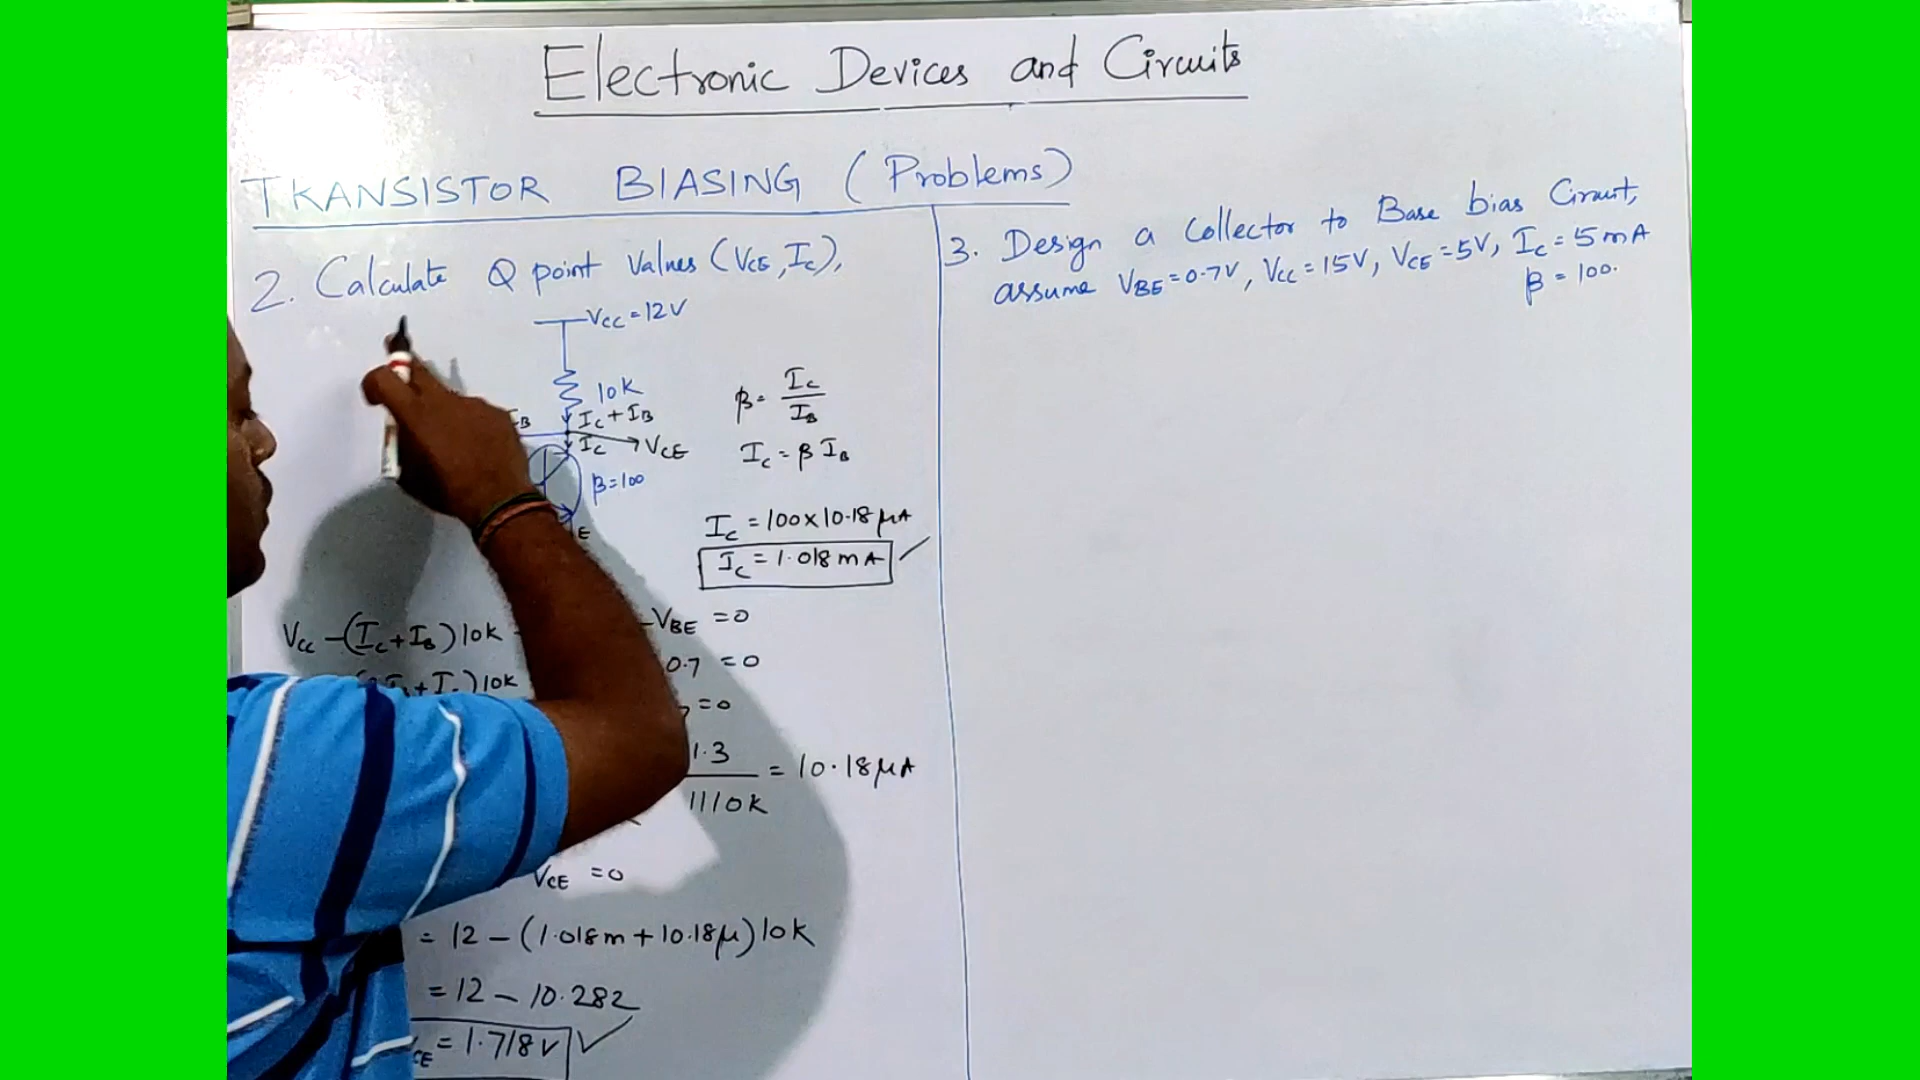 Electronic Devices and Circuits
TRANSISTOR BIASING (Problems)
2. Calculate Q point values (VCE, IC),
VCC = 12V
10K
IC + IB
B
IC
VCE
β=100
E
β = IC / IB
IC = β IB
IC = 100 x 10.18 μA
IC = 1.018 mA
VCC - (IC + IB) 10K
- VBE = 0
) 10K
0.7 = 0
= 0
1.3 / 1110K = 10.18 μA
VCE = 0
= 12 - (1.018m + 10.18μ) 10K
= 12 - 10.282
CE = 1.718 V
3. Design a Collector to Base bias Circuit,
assume VBE = 0.7V, VCC = 15V, VCE = 5V, IC = 5mA
β = 100.